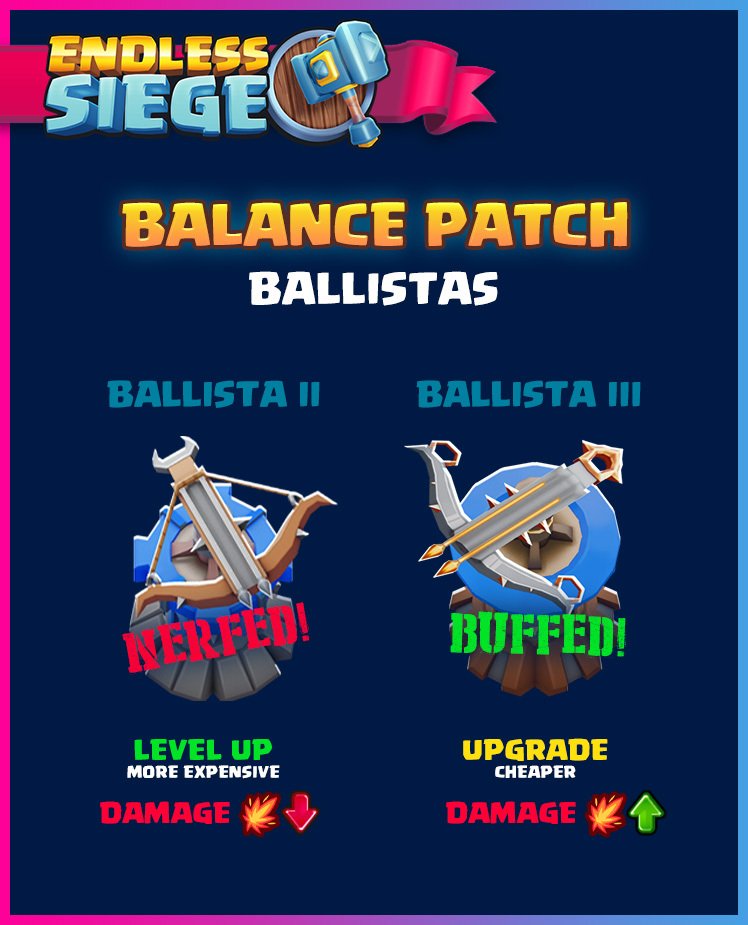 ENDLESS
SIEGE
BALANCE PATCH
BALLISTAS
BALLISTA II
BALLISTA III
NERFED!
BUFFED!
LEVEL UP
MORE EXPENSIVE
UPGRADE
CHEAPER
DAMAGE
DAMAGE